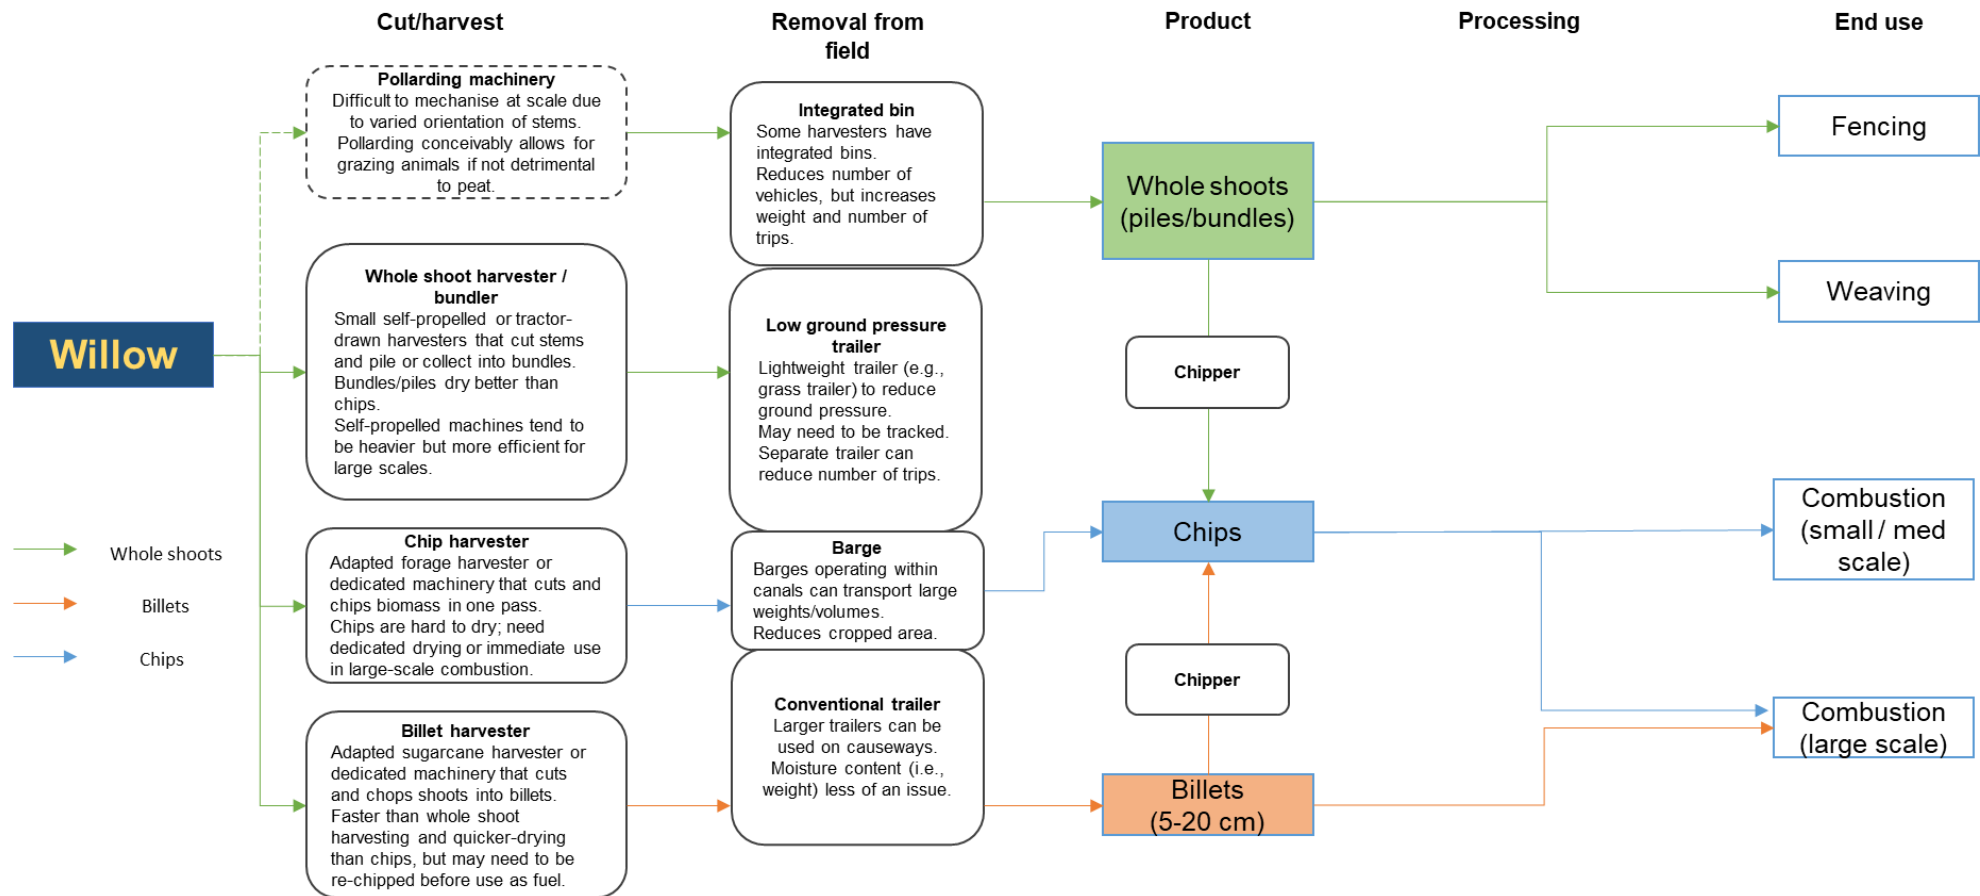 Cut/harvest
Removal from
field
Product
Processing
End use
Willow
Pollarding machinery
Difficult to mechanise at scale due
to varied orientation of stems.
Pollarding conceivably allows for
grazing animals if not detrimental
to peat.
Whole shoot harvester /
bundler
Small self-propelled or tractor-
drawn harvesters that cut stems
and pile or collect into bundles.
Bundles/piles dry better than
chips.
Self-propelled machines tend to
be heavier but more efficient for
large scales.
Chip harvester
Adapted forage harvester or
dedicated machinery that cuts and
chips biomass in one pass.
Chips are hard to dry; need
dedicated drying or immediate use
in large-scale combustion.
Billet harvester
Adapted sugarcane harvester or
dedicated machinery that cuts
and chops shoots into billets.
Faster than whole shoot
harvesting and quicker-drying
than chips, but may need to be
re-chipped before use as fuel.
Integrated bin
Some harvesters have
integrated bins.
Reduces number of
vehicles, but increases
weight and number of
trips.
Low ground pressure
trailer
Lightweight trailer (e.g.,
grass trailer) to reduce
ground pressure.
May need to be tracked.
Separate trailer can
reduce number of trips.
Barge
Barges operating within
canals can transport large
weights/volumes.
Reduces cropped area.
Conventional trailer
Larger trailers can be
used on causeways.
Moisture content (i.e.,
weight) less of an issue.
Whole shoots
(piles/bundles)
Chipper
Chips
Chipper
Billets
(5-20 cm)
Fencing
Weaving
Combustion
(small / med
scale)
Combustion
(large scale)
Whole shoots
Billets
Chips